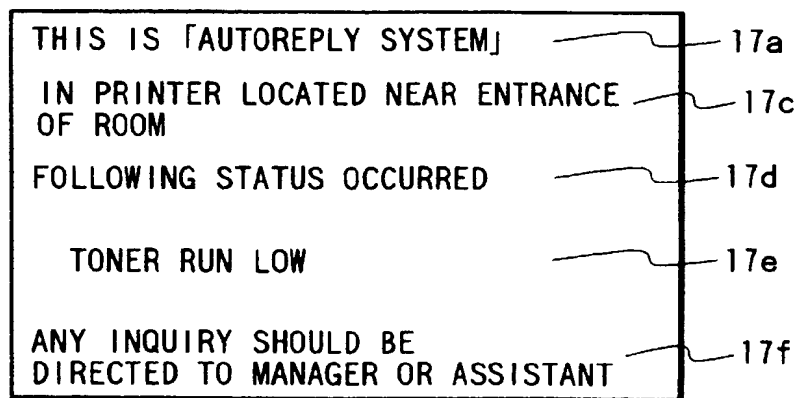 THIS IS「AUTOREPLY SYSTEM」 17a
IN PRINTER LOCATED NEAR ENTRANCE 17c
OF ROOM
FOLLOWING STATUS OCCURRED 17d
TONER RUN LOW 17e
ANY INQUIRY SHOULD BE
DIRECTED TO MANAGER OR ASSISTANT 17f